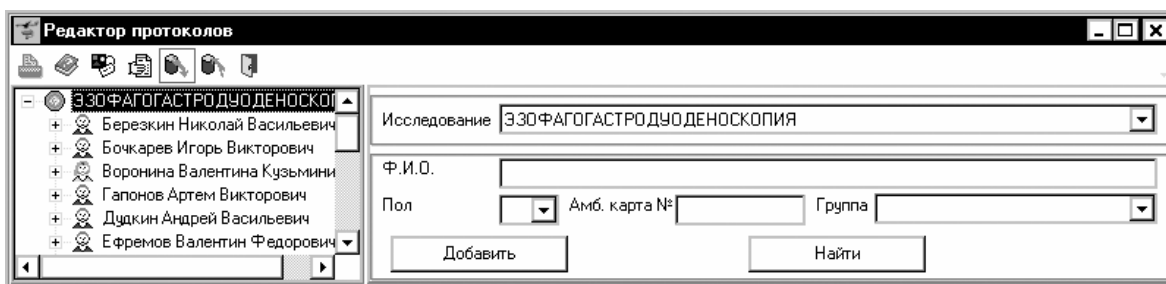 Редактор протоколов
ЭЗОФАГОГАСТРОДУОДЕНОСКОП
Березкин Николай Васильевич
Бочкарев Игорь Викторович
Воронина Валентина Кузьмини
Гапонов Артем Викторович
Дудкин Андрей Васильевич
Ефремов Валентин Федорович
Исследование ЭЗОФАГОГАСТРОДУОДЕНОСКОПИЯ
Ф.И.О.
Пол Амб. карта № Группа
Добавить Найти